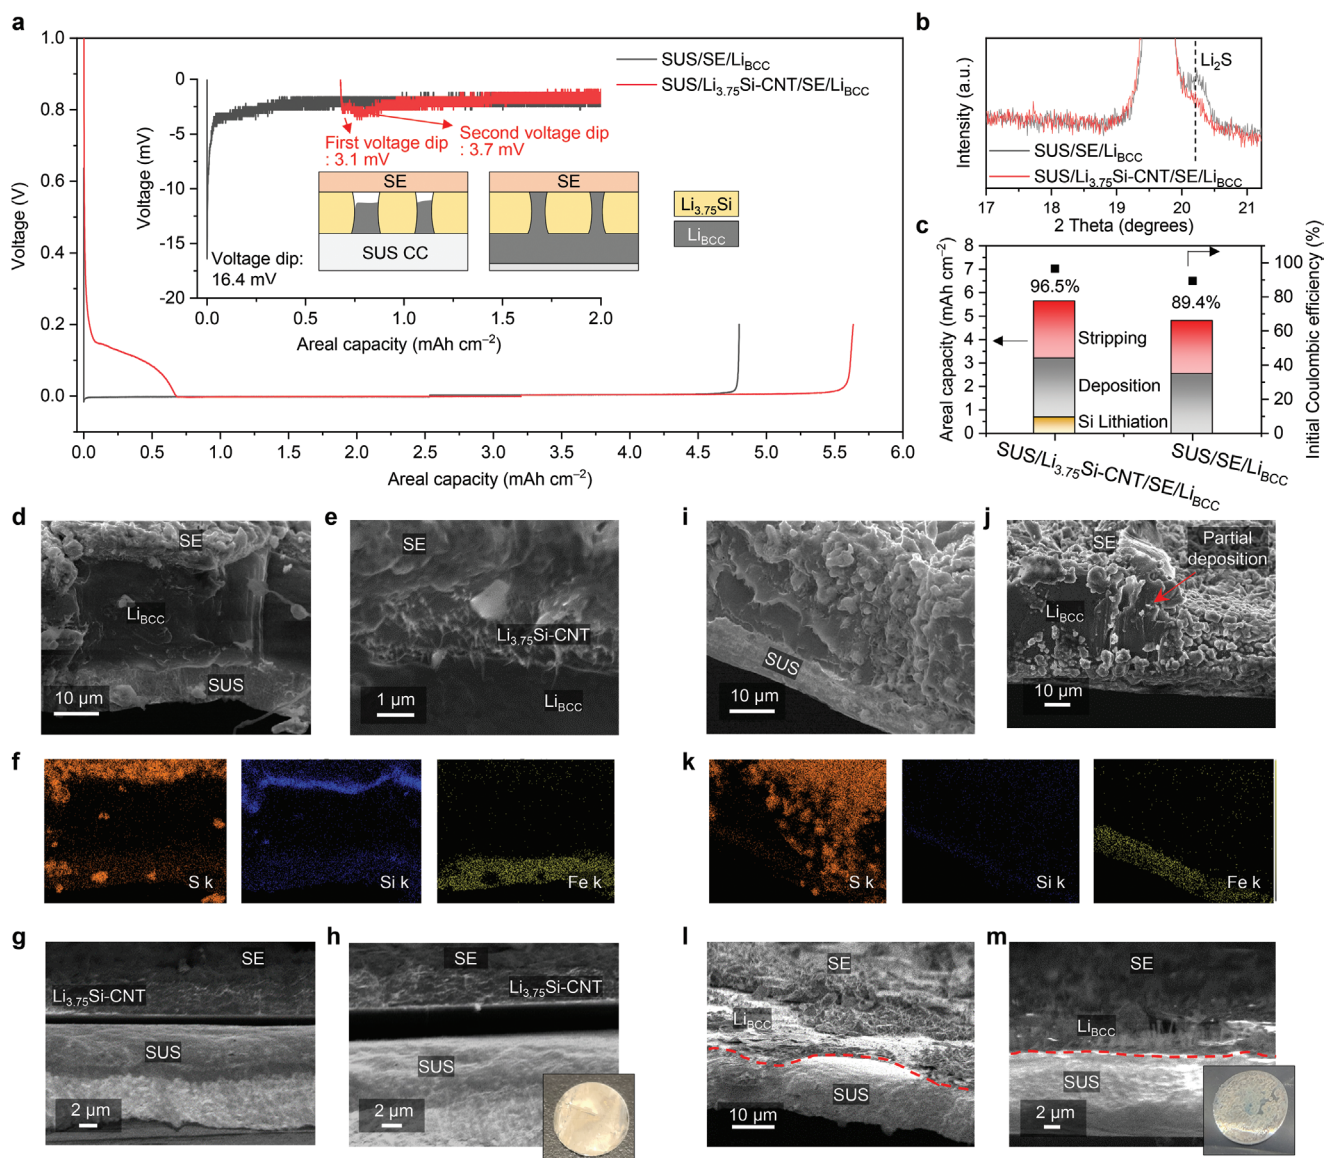 a
1.0
0.8
0.6
0.4
0.2
0.0
Voltage (V)
0.0 0.5 1.0 1.5 2.0 2.5 3.0 3.5 4.0 4.5 5.0 5.5 6.0
Areal capacity (mAh cm⁻²)
SUS/SE/Li_BCC
SUS/Li₃.₇₅Si-CNT/SE/Li_BCC
0
−5
−10
−15
−20
Voltage (mV)
First voltage dip
: 3.1 mV
Second voltage dip
: 3.7 mV
SE
SE
SUS CC
Li₃.₇₅Si
Li_BCC
Voltage dip:
16.4 mV
0.0 0.5 1.0 1.5 2.0
Areal capacity (mAh cm⁻²)
b
Intensity (a.u.)
Li₂S
SUS/SE/Li_BCC
SUS/Li₃.₇₅Si-CNT/SE/Li_BCC
17 18 19 20 21
2 Theta (degrees)
c
Areal capacity (mAh cm⁻²)
8
7
6
5
4
3
2
1
0
96.5%
89.4%
Stripping
Deposition
Si Lithiation
100
80
60
40
20
0
Initial Coulombic efficiency (%)
SUS/Li₃.₇₅Si-CNT/SE/Li_BCC
SUS/SE/Li_BCC
d
SE
Li_BCC
SUS
10 µm
e
SE
Li₃.₇₅Si-CNT
Li_BCC
1 µm
i
SUS
10 µm
j
SE
Partial
deposition
Li_BCC
10 µm
f
S k
Si k
Fe k
k
S k
Si k
Fe k
g
SE
Li₃.₇₅Si-CNT
SUS
2 µm
h
SE
Li₃.₇₅Si-CNT
SUS
2 µm
l
SE
Li_BCC
SUS
10 µm
m
SE
Li_BCC
SUS
2 µm